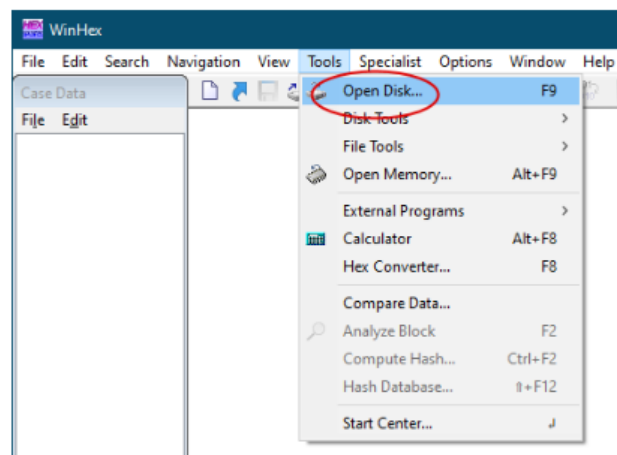 WinHex
File Edit Search Navigation View Tools Specialist Options Window Help
Case Data
File Edit
Open Disk... F9
Disk Tools >
File Tools >
Open Memory... Alt+F9
External Programs >
Calculator Alt+F8
Hex Converter... F8
Compare Data...
Analyze Block F2
Compute Hash... Ctrl+F2
Hash Database... ⇧+F12
Start Center... ↲